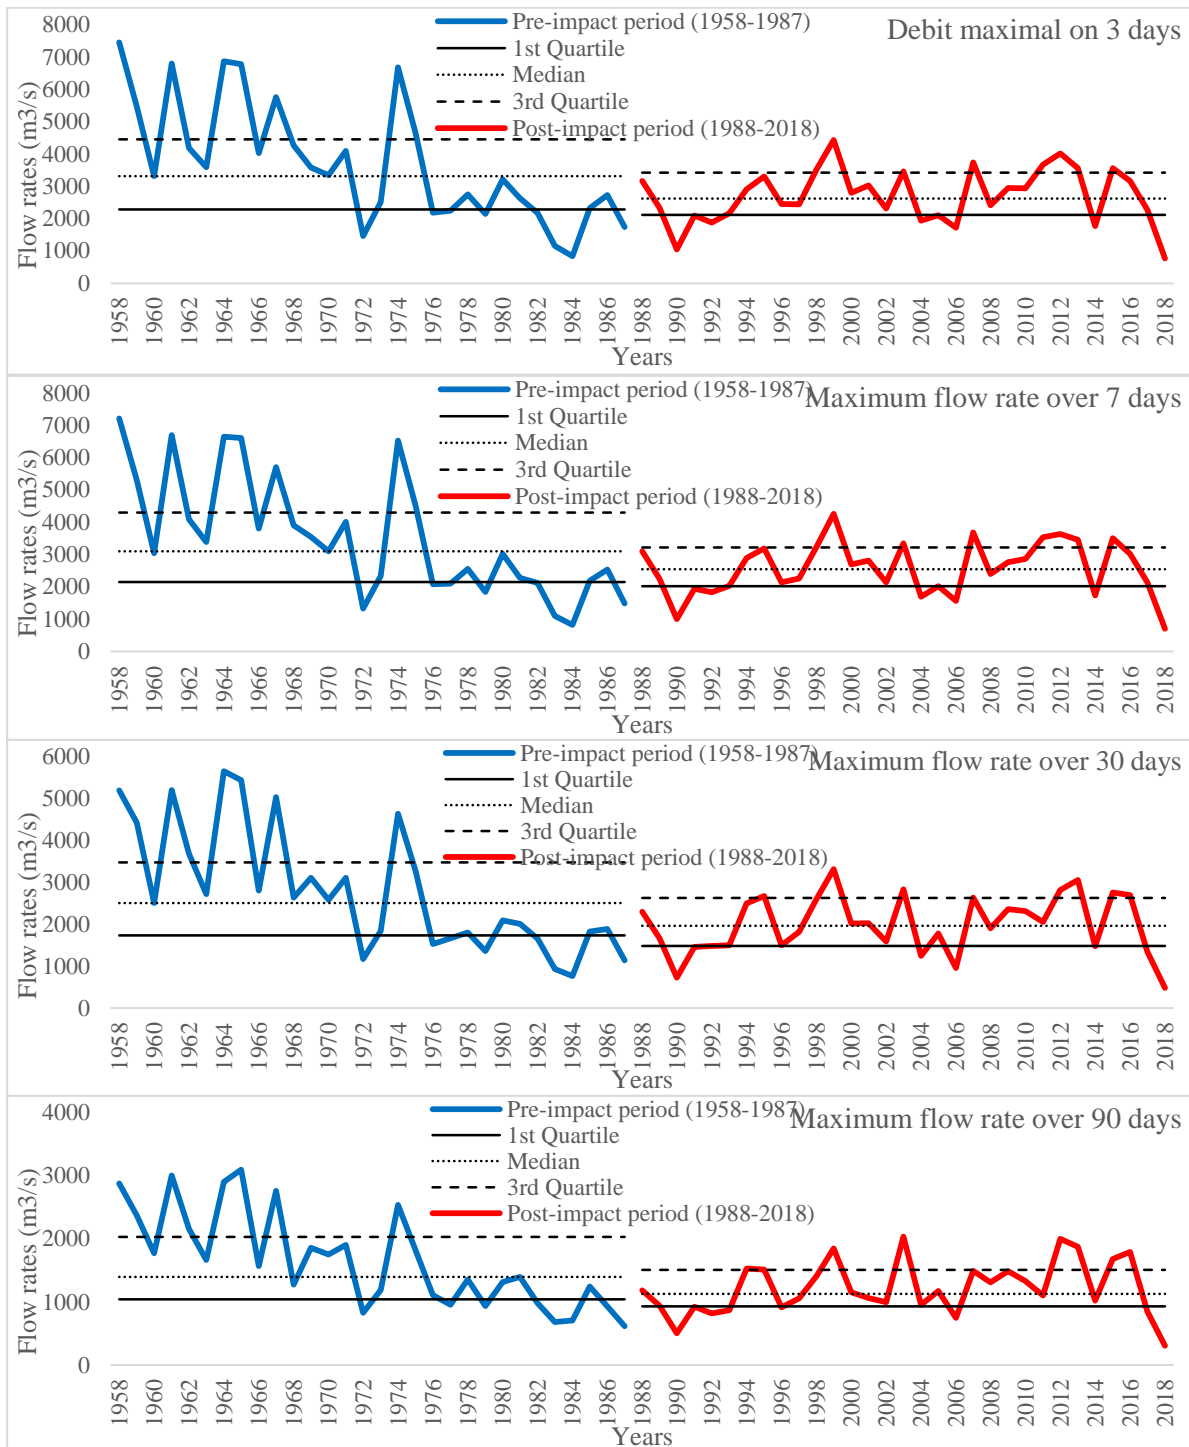 Debit maximal on 3 days
Pre-impact period (1958-1987)
1st Quartile
Median
3rd Quartile
Post-impact period (1988-2018)
Flow rates (m3/s)
8000
7000
6000
5000
4000
3000
2000
1000
0
1958 1960 1962 1964 1966 1968 1970 1972 1974 1976 1978 1980 1982 1984 1986 1988 1990 1992 1994 1996 1998 2000 2002 2004 2006 2008 2010 2012 2014 2016 2018
Years
Maximum flow rate over 7 days
Pre-impact period (1958-1987)
1st Quartile
Median
3rd Quartile
Post-impact period (1988-2018)
Flow rates (m3/s)
8000
7000
6000
5000
4000
3000
2000
1000
0
1958 1960 1962 1964 1966 1968 1970 1972 1974 1976 1978 1980 1982 1984 1986 1988 1990 1992 1994 1996 1998 2000 2002 2004 2006 2008 2010 2012 2014 2016 2018
Years
Maximum flow rate over 30 days
Pre-impact period (1958-1987)
1st Quartile
Median
3rd Quartile
Post-impact period (1988-2018)
Flow rates (m3/s)
6000
5000
4000
3000
2000
1000
0
1958 1960 1962 1964 1966 1968 1970 1972 1974 1976 1978 1980 1982 1984 1986 1988 1990 1992 1994 1996 1998 2000 2002 2004 2006 2008 2010 2012 2014 2016 2018
Years
Maximum flow rate over 90 days
Pre-impact period (1958-1987)
1st Quartile
Median
3rd Quartile
Post-impact period (1988-2018)
Flow rates (m3/s)
4000
3000
2000
1000
0
1958 1960 1962 1964 1966 1968 1970 1972 1974 1976 1978 1980 1982 1984 1986 1988 1990 1992 1994 1996 1998 2000 2002 2004 2006 2008 2010 2012 2014 2016 2018
Years